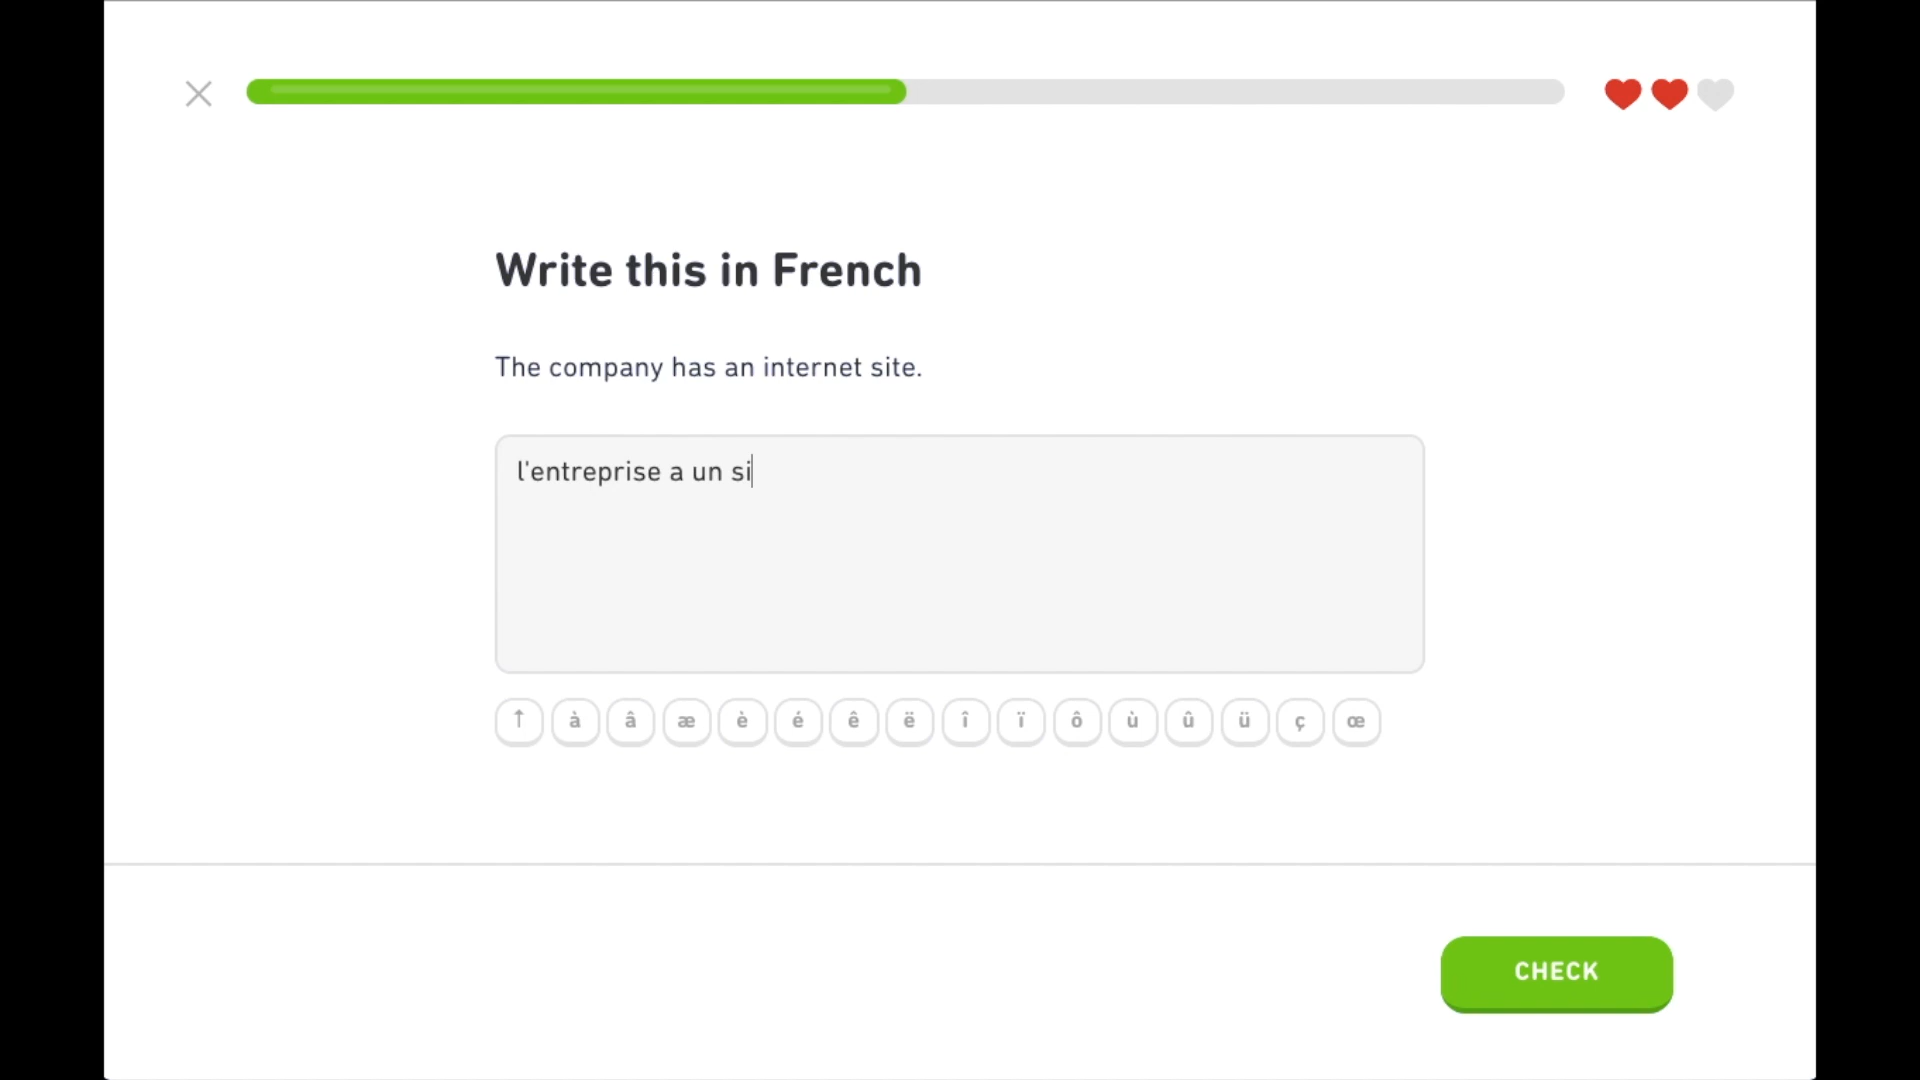 Write this in French
The company has an internet site.
l'entreprise a un si
↑ à â æ è é ê ë î ï ô ù û ü ç œ
CHECK